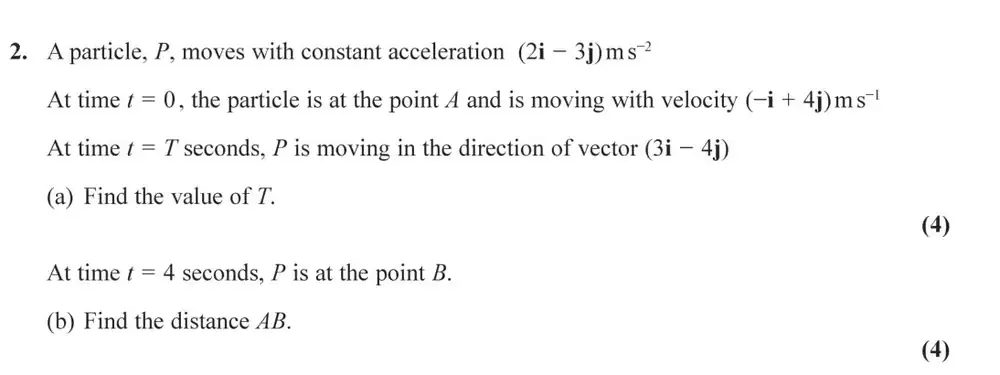 2. A particle, P, moves with constant acceleration (2i − 3j) m s⁻²
At time t = 0, the particle is at the point A and is moving with velocity (−i + 4j) m s⁻¹
At time t = T seconds, P is moving in the direction of vector (3i − 4j)
(a) Find the value of T.
(4)
At time t = 4 seconds, P is at the point B.
(b) Find the distance AB.
(4)